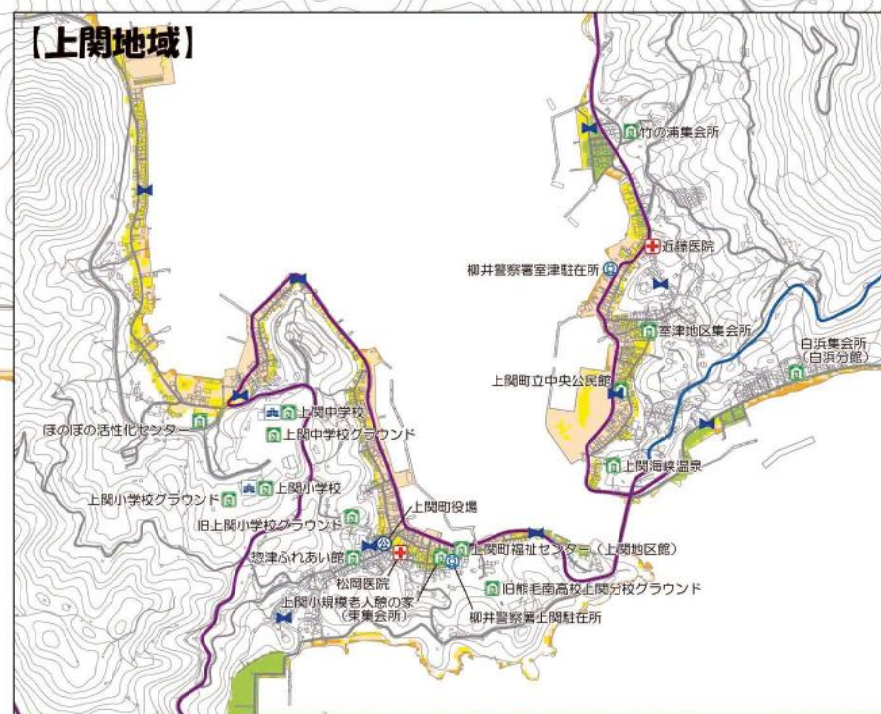 【上関地域】
竹の浦集会所
近藤医院
柳井警察署室津駐在所
室津地区集会所
白浜集会所
（白浜分館）
上関町立中央公民館
上関中学校
ほのぼの活性化センター
上関中学校グラウンド
上関海峡温泉
上関小学校
上関小学校グラウンド
上関町役場
旧上関小学校グラウンド
上関町福祉センター（上関地区館）
惣津ふれあい館
松岡医院
旧熊毛南高校上関分校グラウンド
上関小規模老人憩の家
（東集会所）
柳井警察署上関駐在所